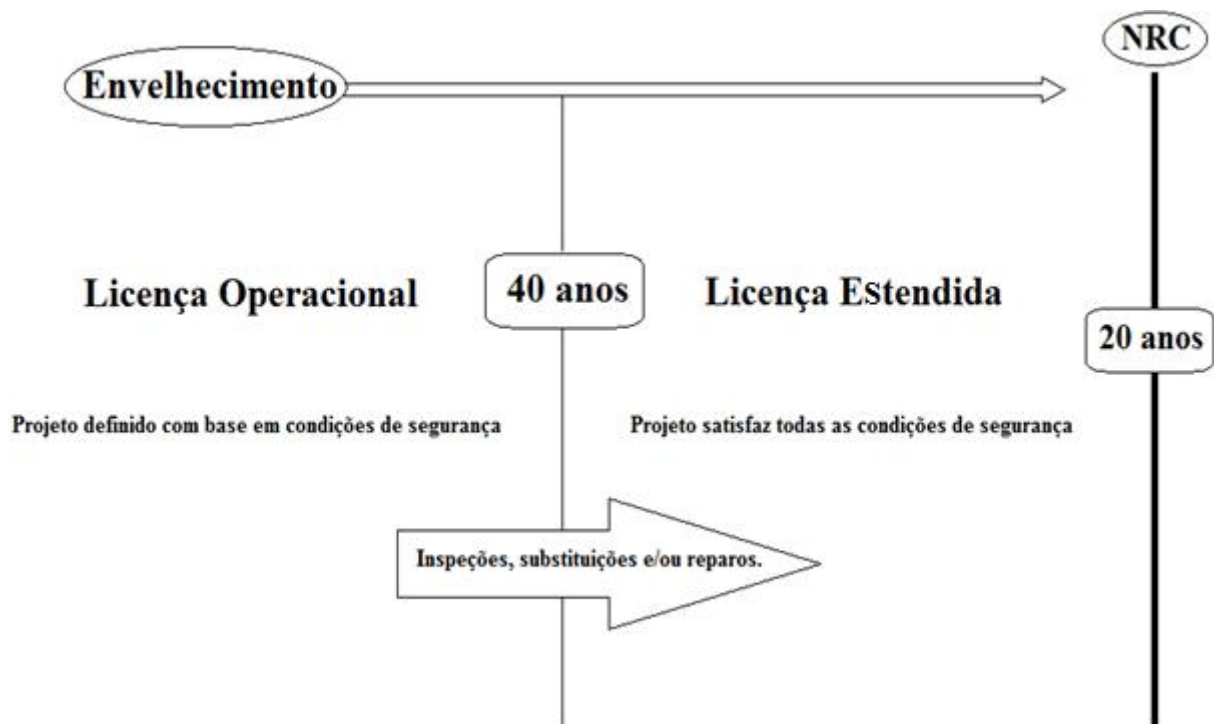 NRC
Envelhecimento
Licença Operacional
40 anos
Licença Estendida
20 anos
Projeto definido com base em condições de segurança
Projeto satisfaz todas as condições de segurança
Inspeções, substituições e/ou reparos.